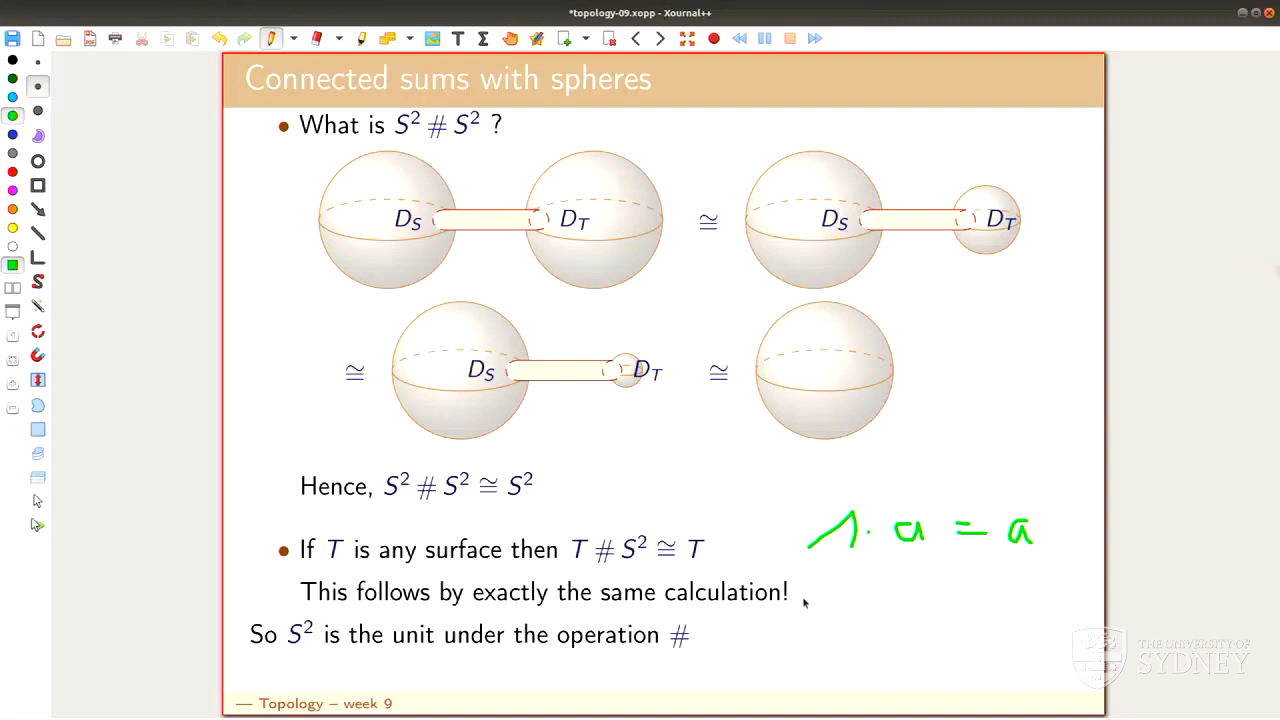 *topology-09.xopp - Xournal++
Connected sums with spheres
• What is S² # S² ?
D_S D_T ≅ D_S D_T
≅ D_S D_T ≅
Hence, S² # S² ≅ S²
1 · a = a
• If T is any surface then T # S² ≅ T
This follows by exactly the same calculation!
So S² is the unit under the operation #
THE UNIVERSITY OF
SYDNEY
— Topology – week 9